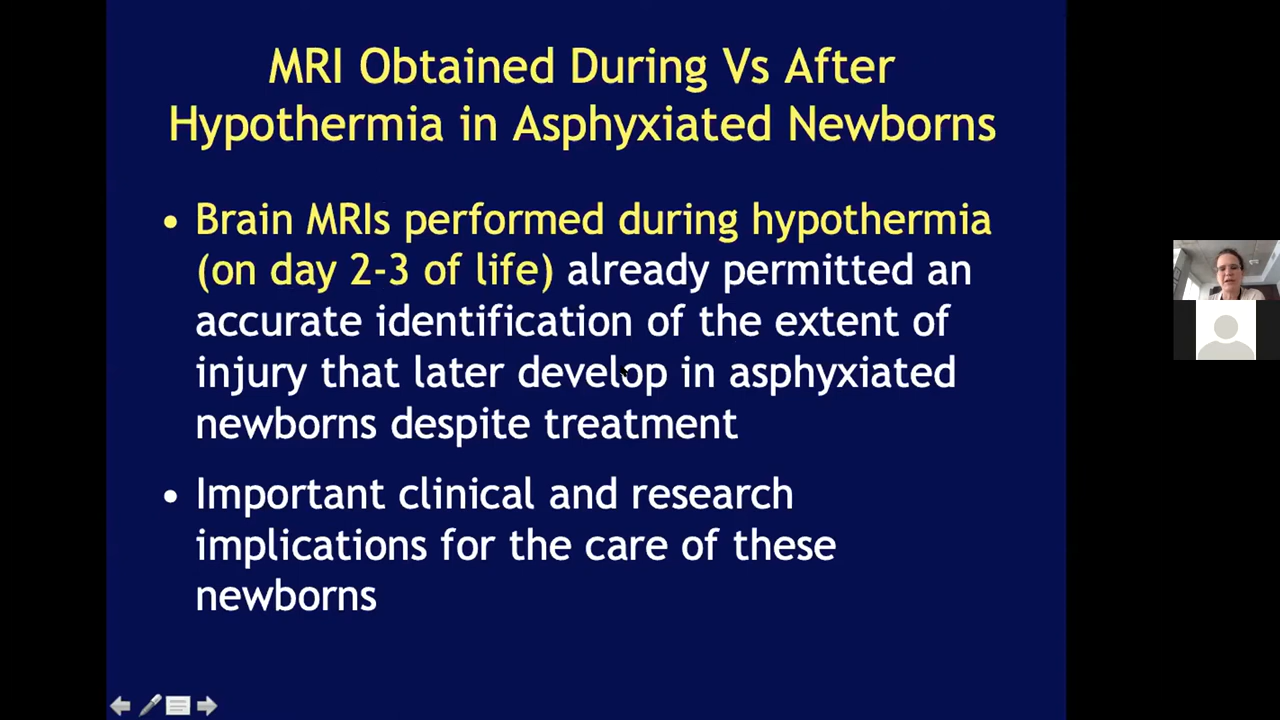 MRI Obtained During Vs After
Hypothermia in Asphyxiated Newborns
• Brain MRIs performed during hypothermia
(on day 2-3 of life) already permitted an
accurate identification of the extent of
injury that later develop in asphyxiated
newborns despite treatment
• Important clinical and research
implications for the care of these
newborns